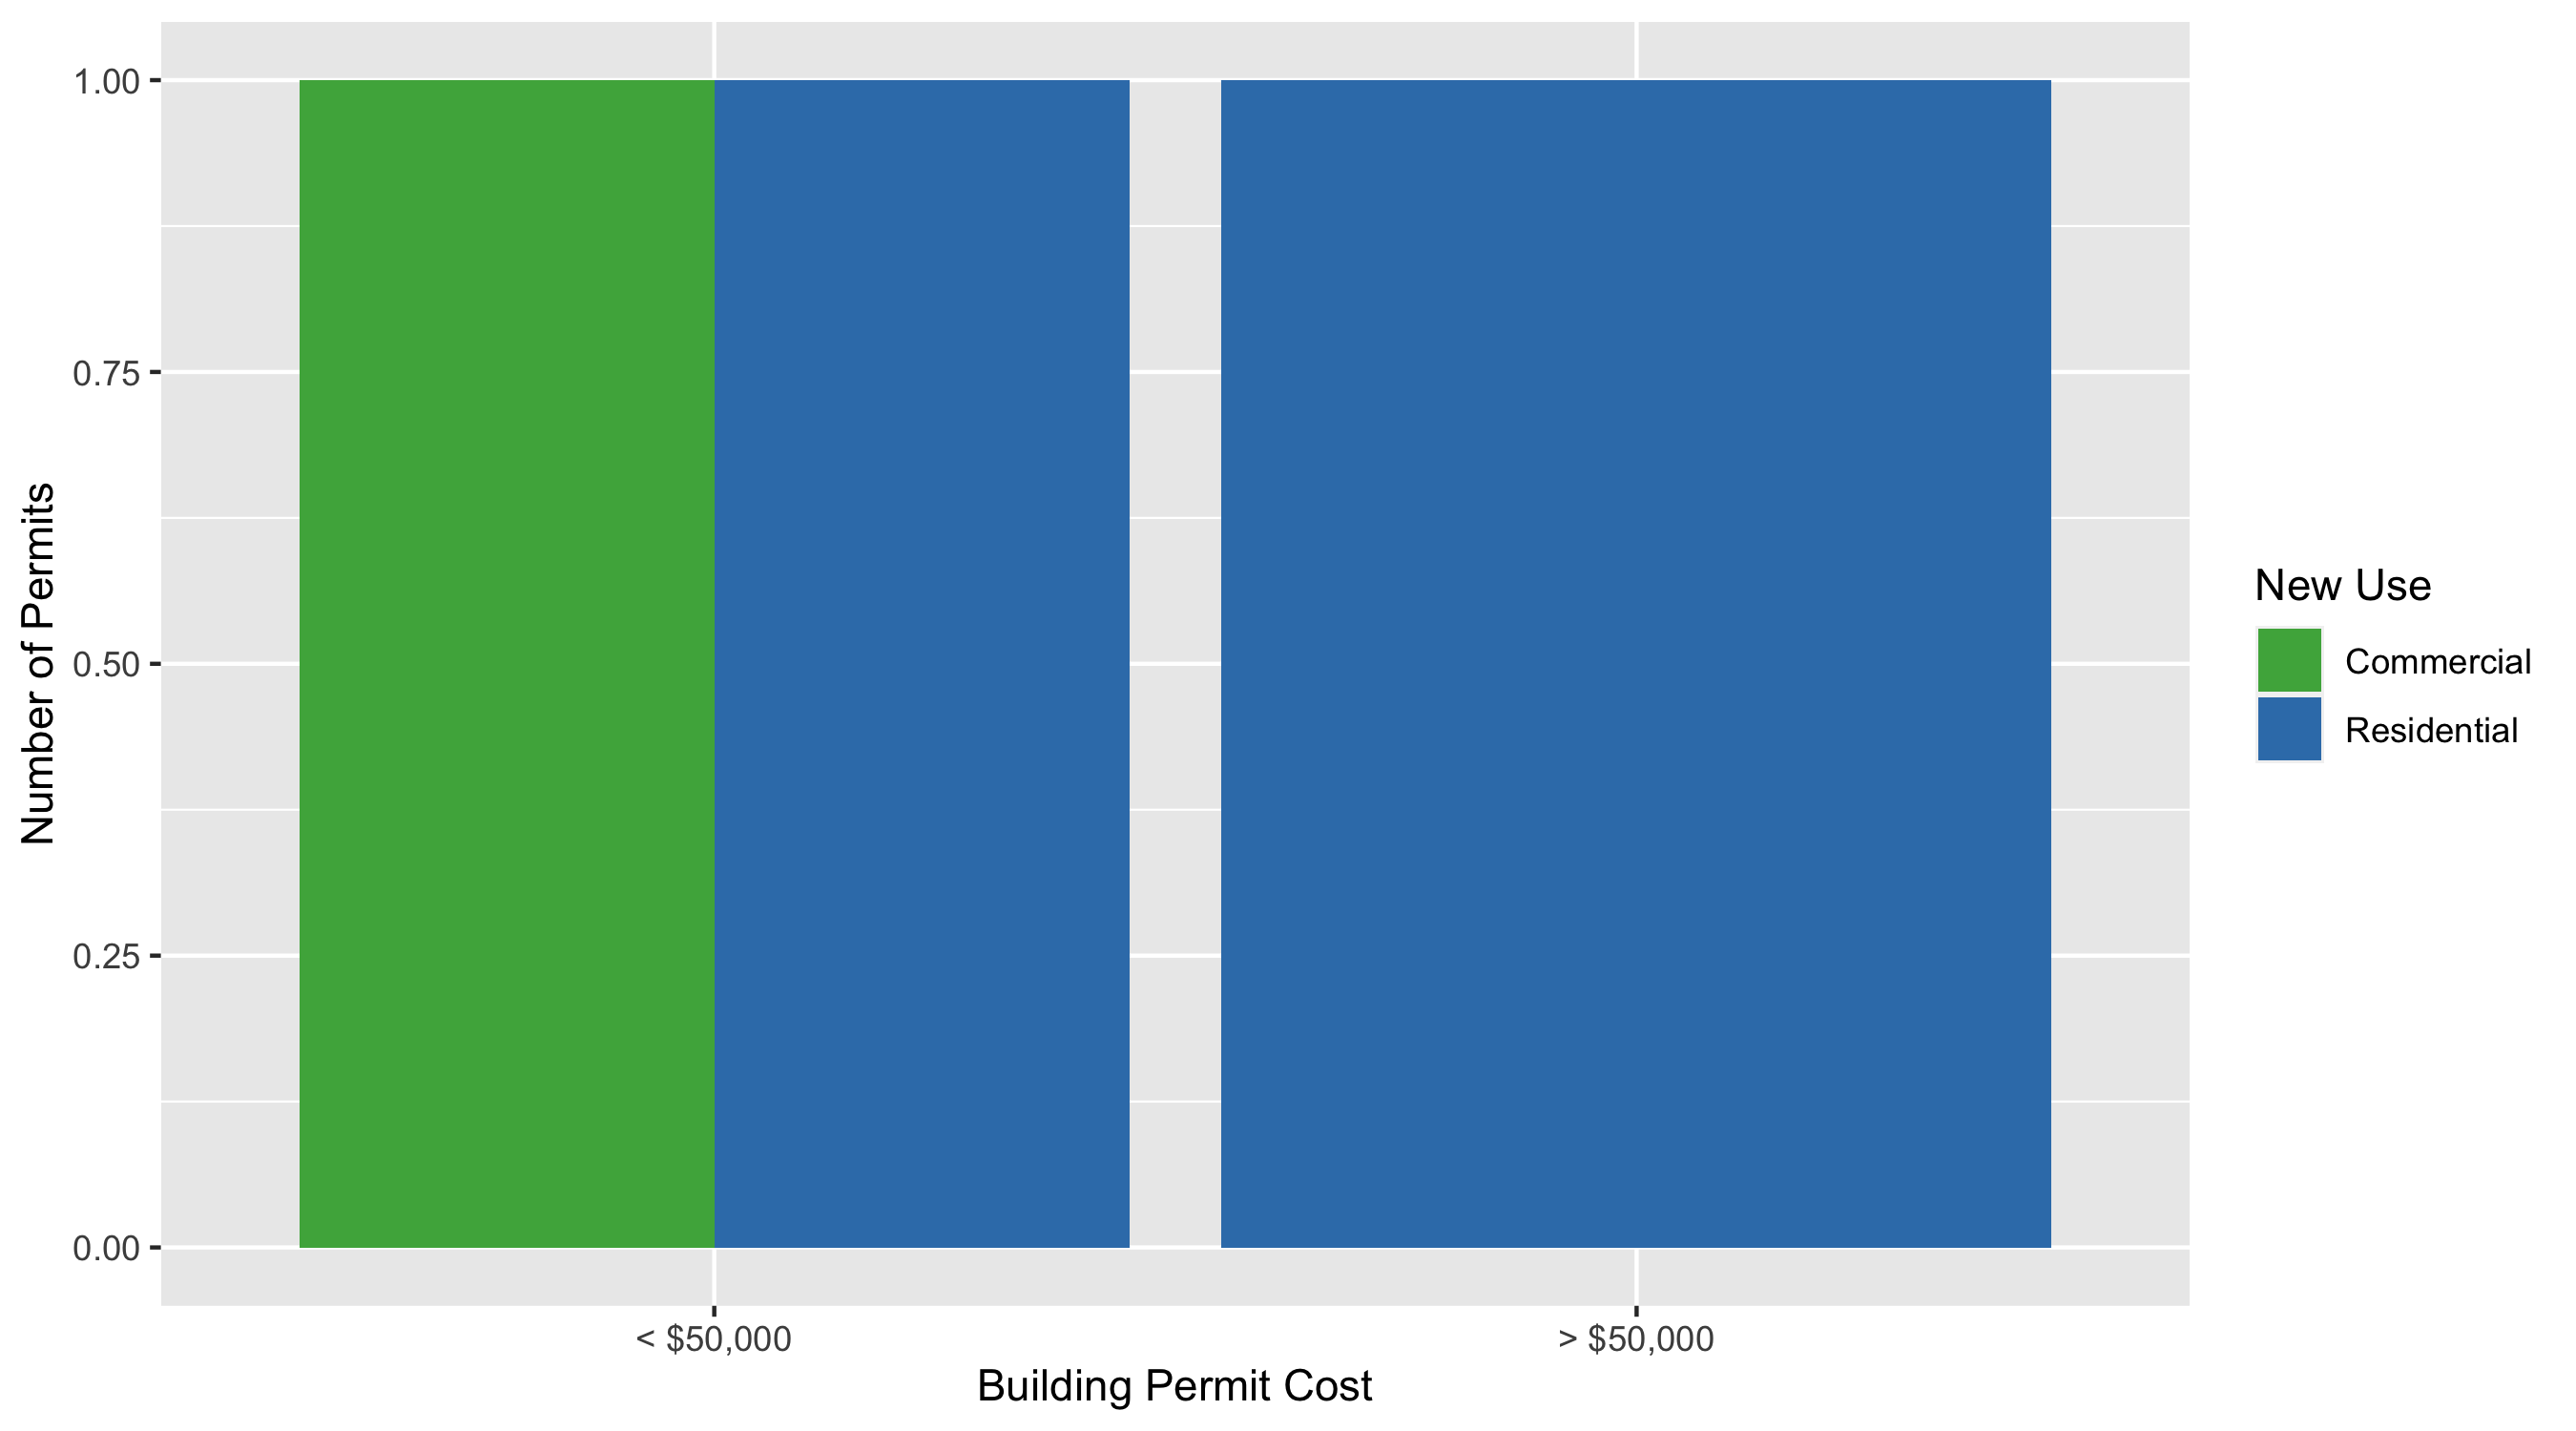 1.00
0.75
0.50
0.25
0.00
Number of Permits
< $50,000
> $50,000
Building Permit Cost
New Use
Commercial
Residential